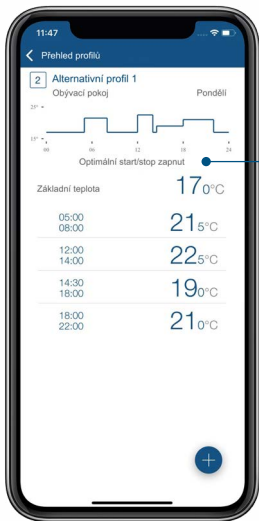 11:47
Přehled profilů
2 Alternativní profil 1
Obývací pokoj Pondělí
25°
15°
00 06 12 18 24
Optimální start/stop zapnut
Základní teplota 17 0°C
05:00
08:00 21 5°C
12:00
14:00 22 5°C
14:30
18:00 19 0°C
18:00
22:00 21 0°C